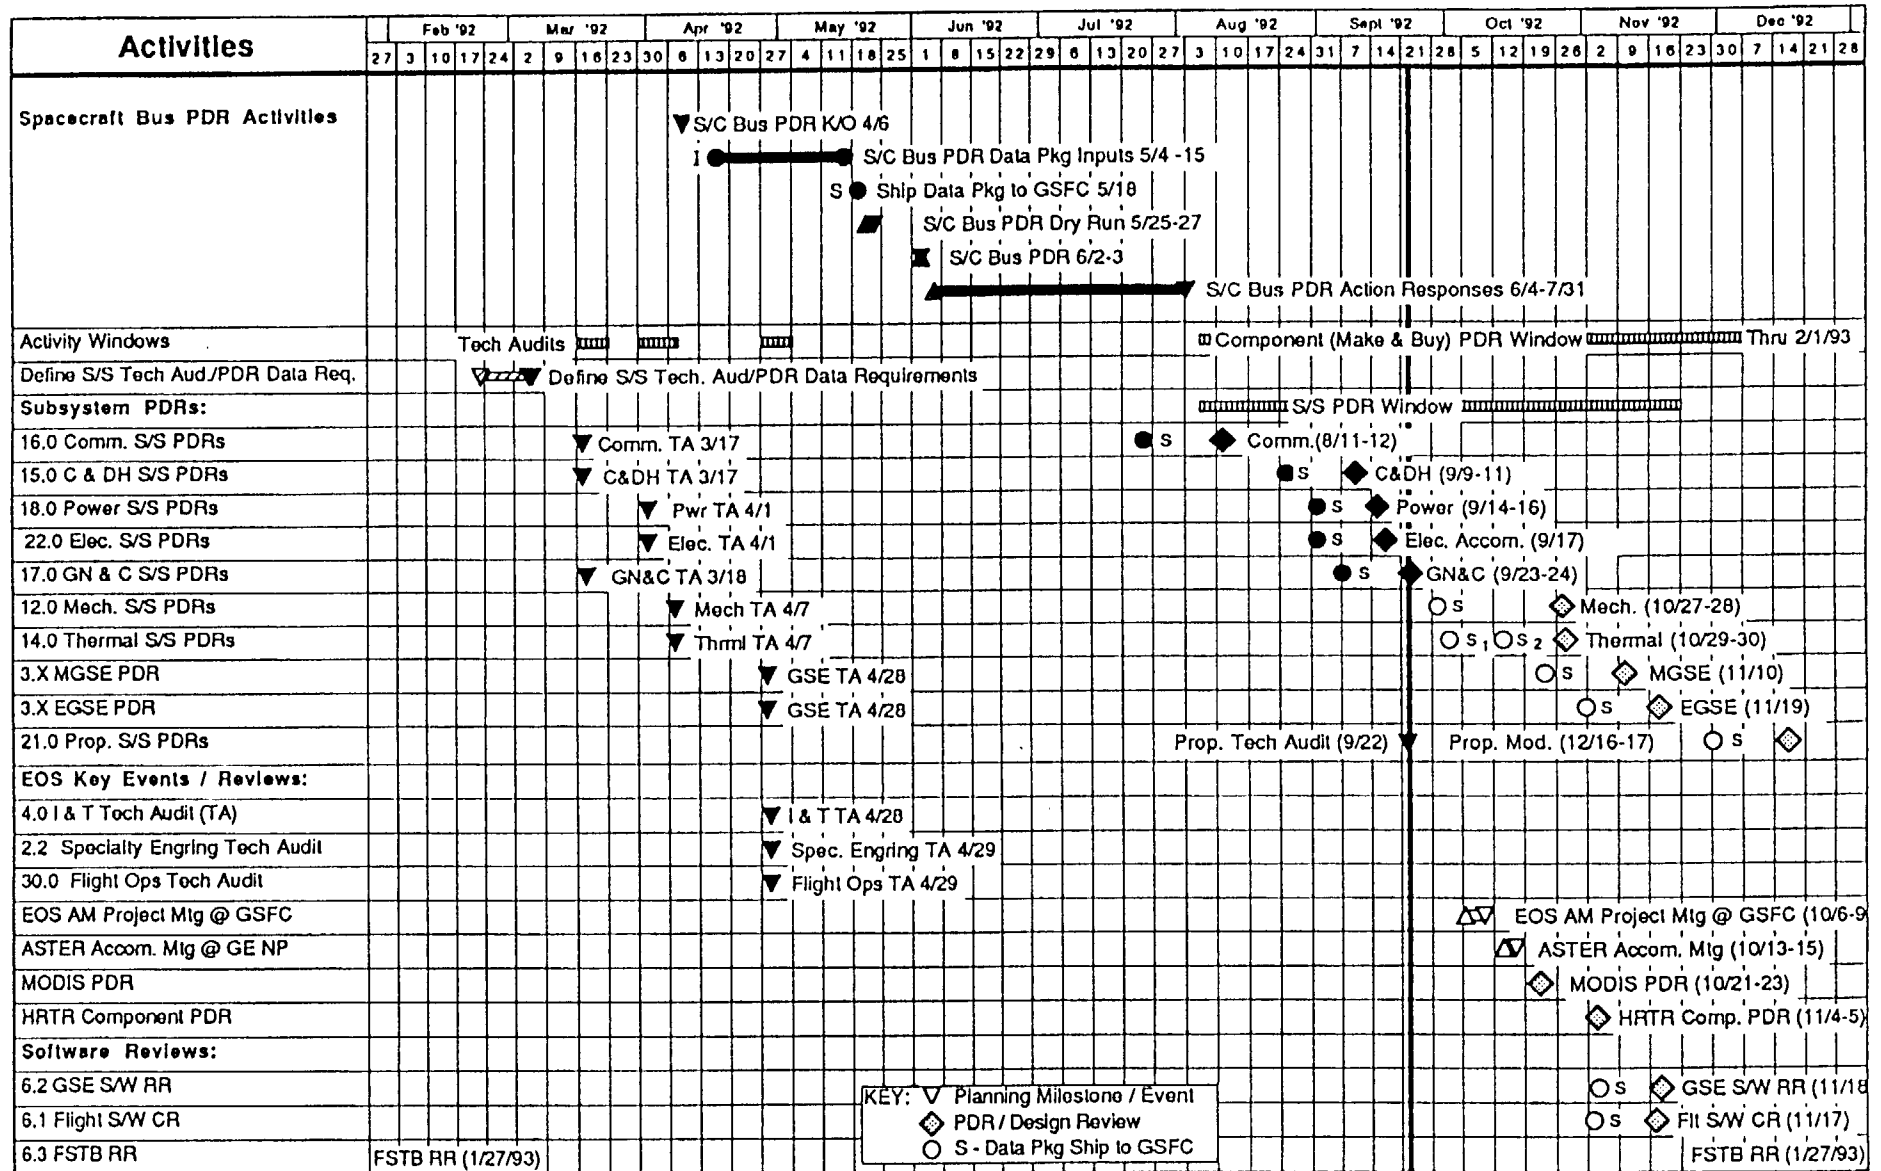 Activities
Feb '92 Mar '92 Apr '92 May '92 Jun '92 Jul '92 Aug '92 Sept '92 Oct '92 Nov '92 Dec '92
27 3 10 17 24 2 9 16 23 30 6 13 20 27 4 11 18 25 1 8 15 22 29 6 13 20 27 3 10 17 24 31 7 14 21 28 5 12 19 26 2 9 16 23 30 7 14 21 28
Spacecraft Bus PDR Activities
S/C Bus PDR K/O 4/6
I S/C Bus PDR Data Pkg Inputs 5/4 -15
S Ship Data Pkg to GSFC 5/18
S/C Bus PDR Dry Run 5/25-27
S/C Bus PDR 6/2-3
S/C Bus PDR Action Responses 6/4-7/31
Activity Windows Tech Audits Component (Make & Buy) PDR Window Thru 2/1/93
Define S/S Tech Aud./PDR Data Req. Define S/S Tech. Aud/PDR Data Requirements
Subsystem PDRs: S/S PDR Window
16.0 Comm. S/S PDRs Comm. TA 3/17 S Comm.(8/11-12)
15.0 C & DH S/S PDRs C&DH TA 3/17 S C&DH (9/9-11)
18.0 Power S/S PDRs Pwr TA 4/1 S Power (9/14-16)
22.0 Elec. S/S PDRs Elec. TA 4/1 S Elec. Accom. (9/17)
17.0 GN & C S/S PDRs GN&C TA 3/18 S GN&C (9/23-24)
12.0 Mech. S/S PDRs Mech TA 4/7 S Mech. (10/27-28)
14.0 Thermal S/S PDRs Thrml TA 4/7 S1 S2 Thermal (10/29-30)
3.X MGSE PDR GSE TA 4/28 S MGSE (11/10)
3.X EGSE PDR GSE TA 4/28 S EGSE (11/19)
21.0 Prop. S/S PDRs Prop. Tech Audit (9/22) Prop. Mod. (12/16-17) S
EOS Key Events / Reviews:
4.0 I & T Tech Audit (TA) I & T TA 4/28
2.2 Specialty Engring Tech Audit Spec. Engring TA 4/29
30.0 Flight Ops Tech Audit Flight Ops TA 4/29
EOS AM Project Mtg @ GSFC EOS AM Project Mtg @ GSFC (10/6-9
ASTER Accom. Mtg @ GE NP ASTER Accom. Mtg (10/13-15)
MODIS PDR MODIS PDR (10/21-23)
HRTR Component PDR HRTR Comp. PDR (11/4-5)
Software Reviews:
6.2 GSE S/W RR S GSE S/W RR (11/18
6.1 Flight S/W CR S Flt S/W CR (11/17)
6.3 FSTB RR FSTB RR (1/27/93) FSTB RR (1/27/93)
KEY: Planning Milestone / Event
PDR / Design Review
S - Data Pkg Ship to GSFC